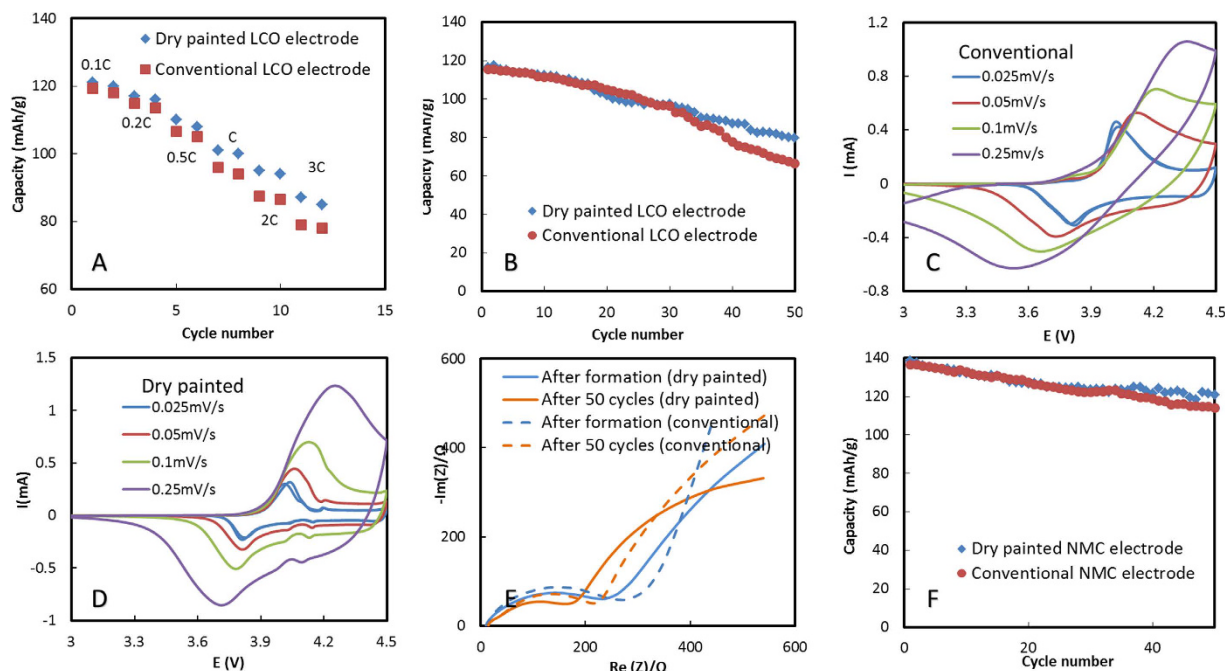 140
120
100
80
60
Capacity (mAh/g)
Dry painted LCO electrode
Conventional LCO electrode
0.1C
0.2C
0.5C
C
2C
3C
A
0
5
10
15
Cycle number
140
120
100
80
60
40
20
0
Capacity (mAh/g)
Dry painted LCO electrode
Conventional LCO electrode
B
0
10
20
30
40
50
Cycle number
1.2
0.8
0.4
0
-0.4
-0.8
I (mA)
Conventional
0.025mV/s
0.05mV/s
0.1mV/s
0.25mv/s
C
3
3.3
3.6
3.9
4.2
4.5
E (V)
1.5
1
0.5
0
-0.5
-1
I(mA)
Dry painted
0.025mV/s
0.05mV/s
0.1mV/s
0.25mV/s
D
3
3.3
3.6
3.9
4.2
4.5
E (V)
600
400
200
0
-Im(Z)/Ω
After formation (dry painted)
After 50 cycles (dry painted)
After formation (conventional)
After 50 cycles (conventional)
E
0
200
400
600
Re (Z)/Ω
140
120
100
80
60
40
20
0
Capacity (mAh/g)
Dry painted NMC electrode
Conventional NMC electrode
F
0
20
40
Cycle number